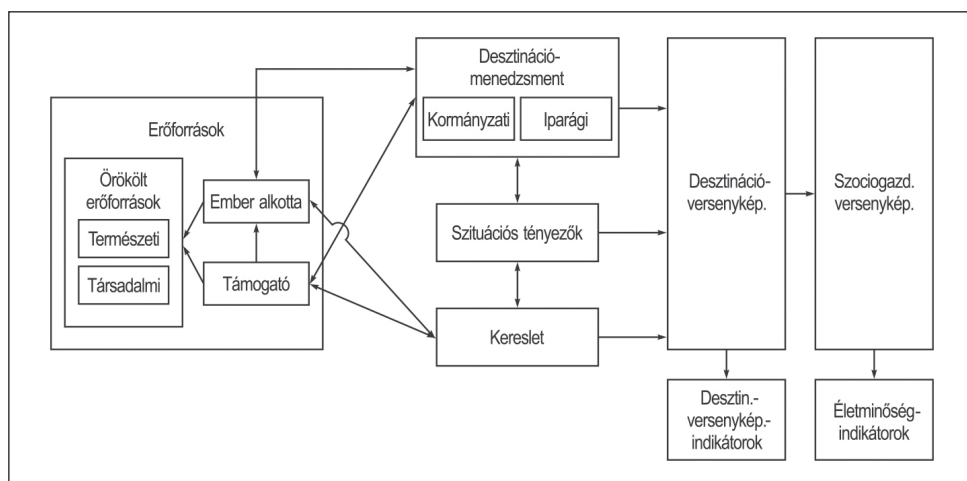 Erőforrások
Örökölt
erőforrások
Természeti
Társadalmi
Ember alkotta
Támogató
Desztináció-
menedzsment
Kormányzati
Iparági
Szituációs tényezők
Kereslet
Desztináció-
versenykép.
Szociogazd.
versenykép.
Desztin.-
versenykép.-
indikátorok
Életminőség-
indikátorok